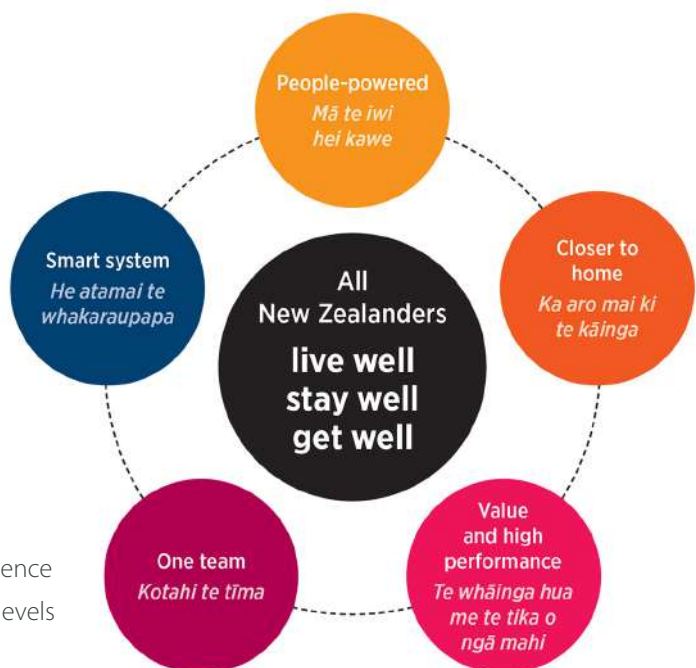 People-powered
Mā te iwi
hei kawe
Smart system
He atamai te
whakaraupapa
All
New Zealanders
live well
stay well
get well
Closer to
home
Ka aro mai ki
te kāinga
One team
Kotahi te tīma
Value
and high
performance
Te whāinga hua
me te tika o
ngā mahi
ence
evels